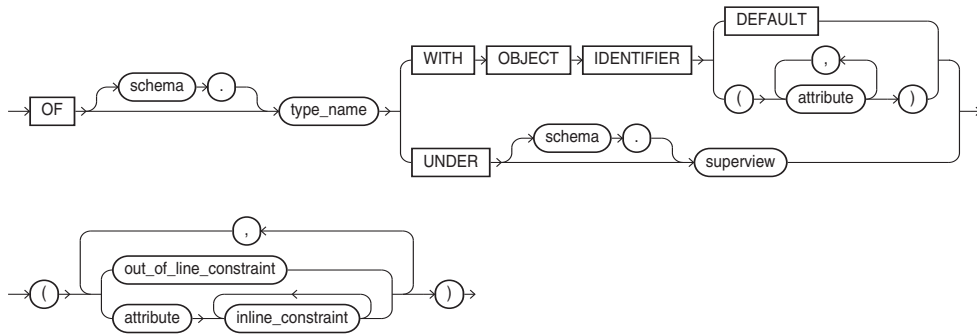 OF schema . type_name WITH OBJECT IDENTIFIER DEFAULT
( attribute , )
UNDER schema . superview
( out_of_line_constraint , )
attribute inline_constraint